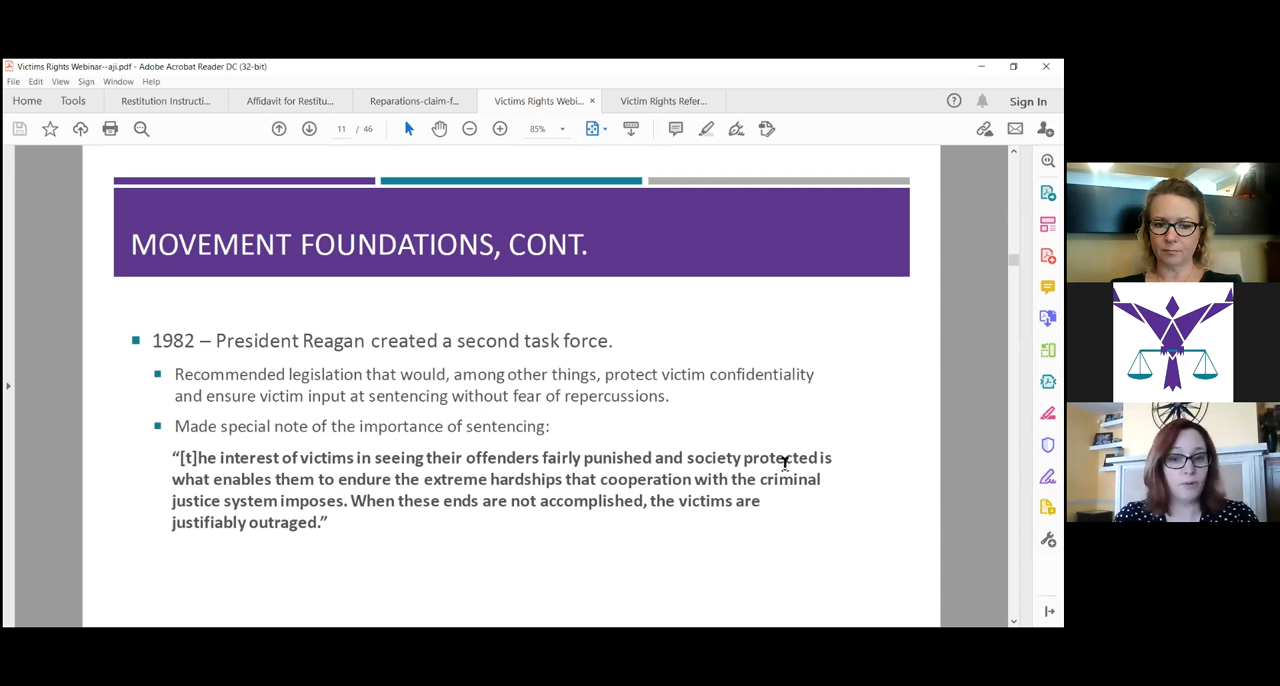 Victims Rights Webinar--aji.pdf - Adobe Acrobat Reader DC (32-bit)
File Edit View Sign Window Help
Home Tools Restitution Instructi... Affidavit for Restitu... Reparations-claim-f... Victims Rights Webi... × Victim Rights Refer... Sign In
11 / 46 85%
MOVEMENT FOUNDATIONS, CONT.
1982 – President Reagan created a second task force.
Recommended legislation that would, among other things, protect victim confidentiality
and ensure victim input at sentencing without fear of repercussions.
Made special note of the importance of sentencing:
“[t]he interest of victims in seeing their offenders fairly punished and society protected is
what enables them to endure the extreme hardships that cooperation with the criminal
justice system imposes. When these ends are not accomplished, the victims are
justifiably outraged.”